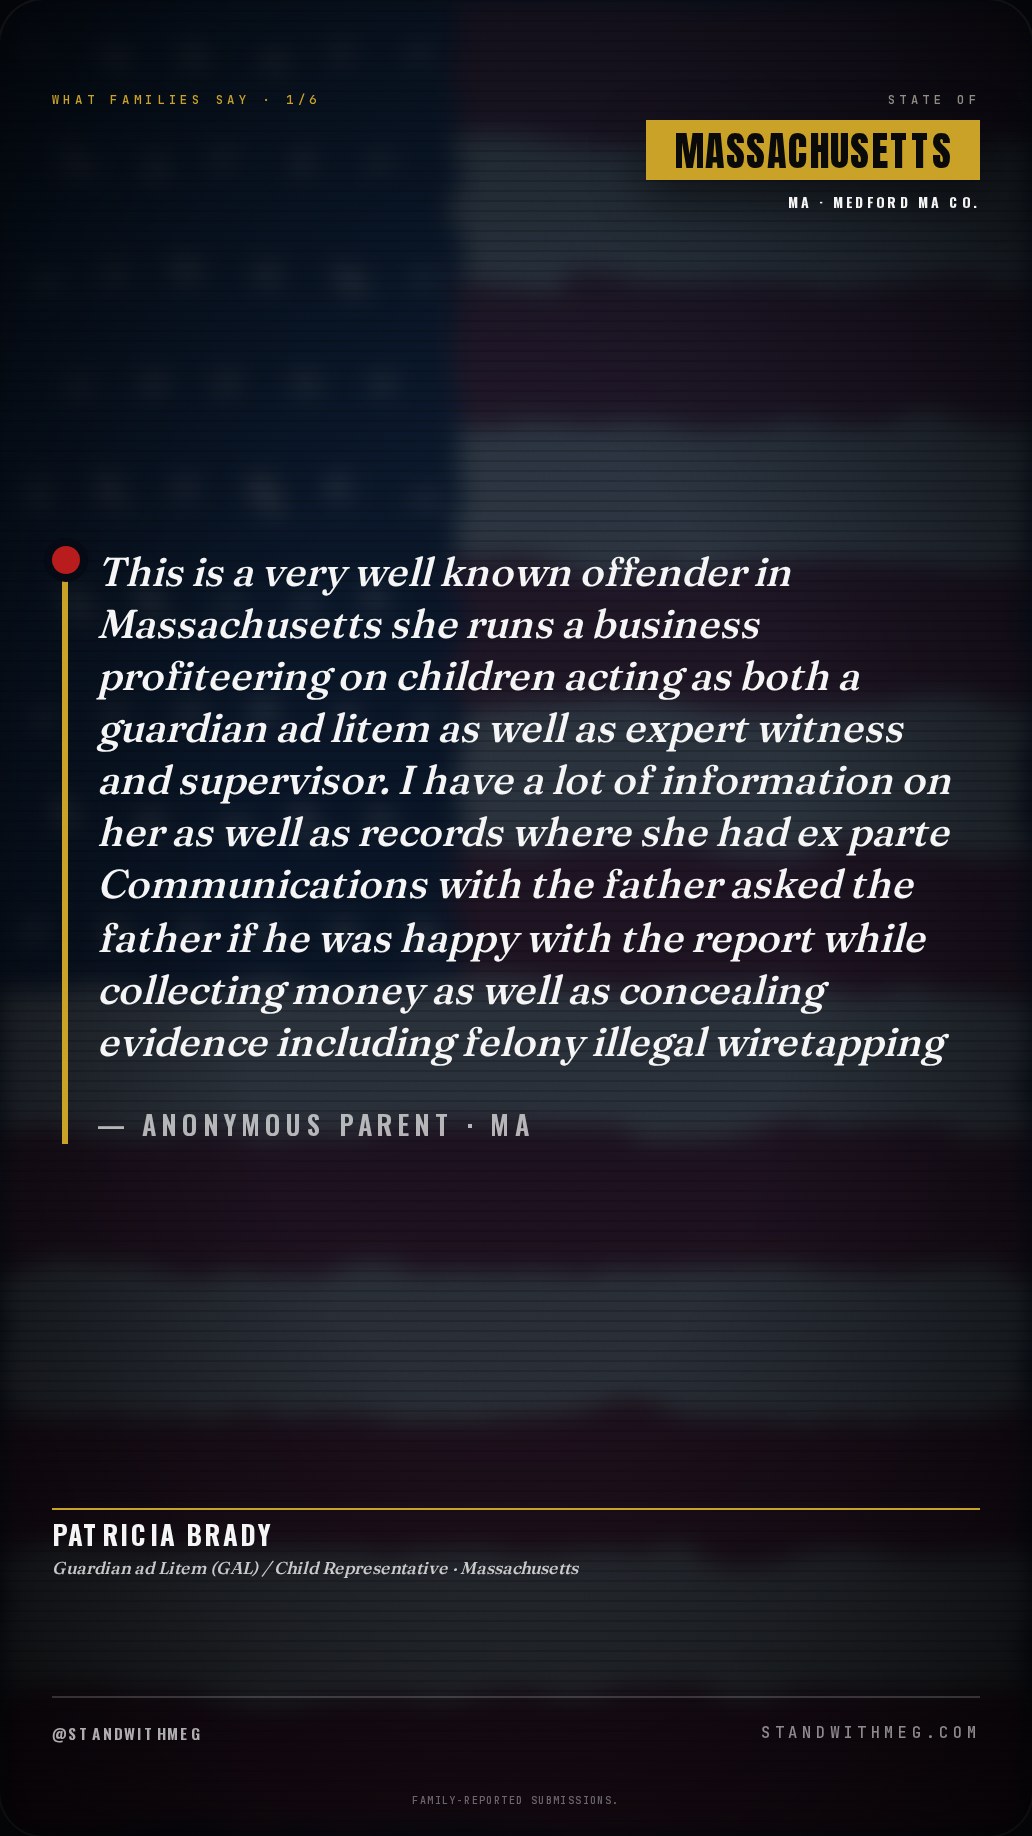 WHAT FAMILIES SAY · 1/6
STATE OF
MASSACHUSETTS
MA · MEDFORD MA CO.
This is a very well known offender in
Massachusetts she runs a business
profiteering on children acting as both a
guardian ad litem as well as expert witness
and supervisor. I have a lot of information on
her as well as records where she had ex parte
Communications with the father asked the
father if he was happy with the report while
collecting money as well as concealing
evidence including felony illegal wiretapping
— ANONYMOUS PARENT · MA
PATRICIA BRADY
Guardian ad Litem (GAL) / Child Representative · Massachusetts
@STANDWITHMEG
STANDWITHMEG.COM
FAMILY-REPORTED SUBMISSIONS.